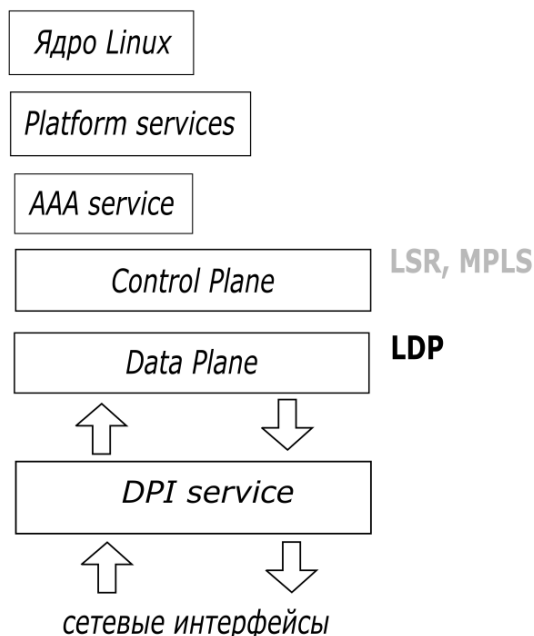 Ядро Linux
Platform services
AAA service
Control Plane
LSR, MPLS
Data Plane
LDP
DPI service
сетевые интерфейсы